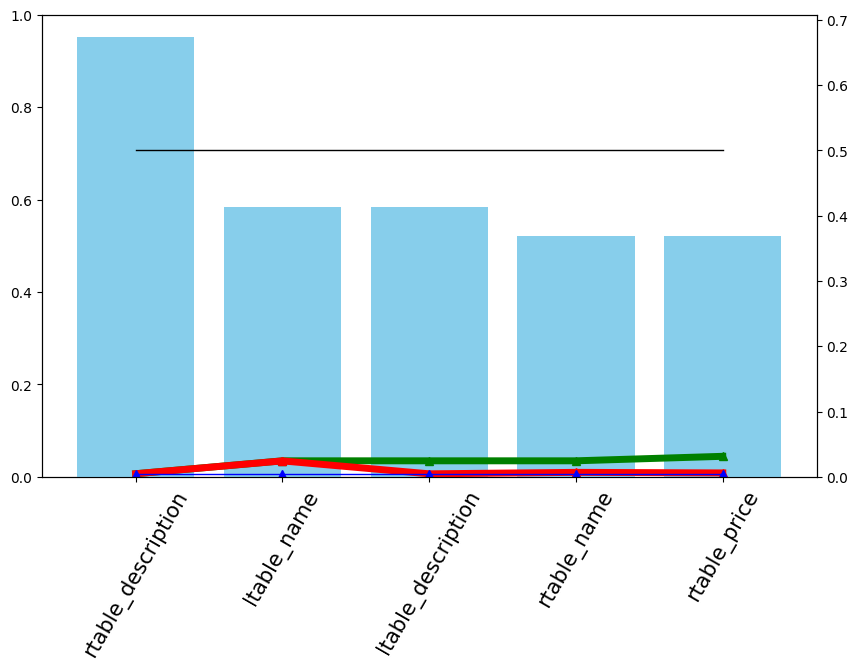 1.0
0.8
0.6
0.4
0.2
0.0
0.7
0.6
0.5
0.4
0.3
0.2
0.1
0.0
rtable_description
ltable_name
ltable_description
rtable_name
rtable_price